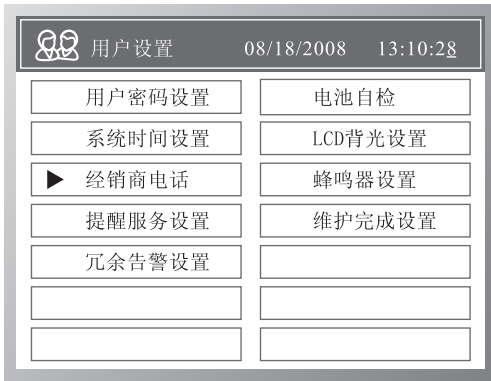 用户设置 08/18/2008 13:10:28
用户密码设置 电池自检
系统时间设置 LCD背光设置
经销商电话 蜂鸣器设置
提醒服务设置 维护完成设置
冗余告警设置